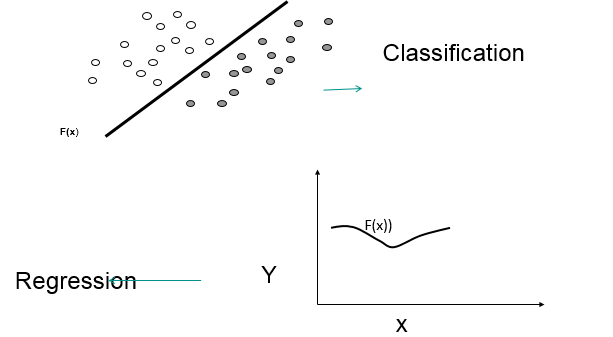 Classification
F(x)
F(x))
Regression
Y
x